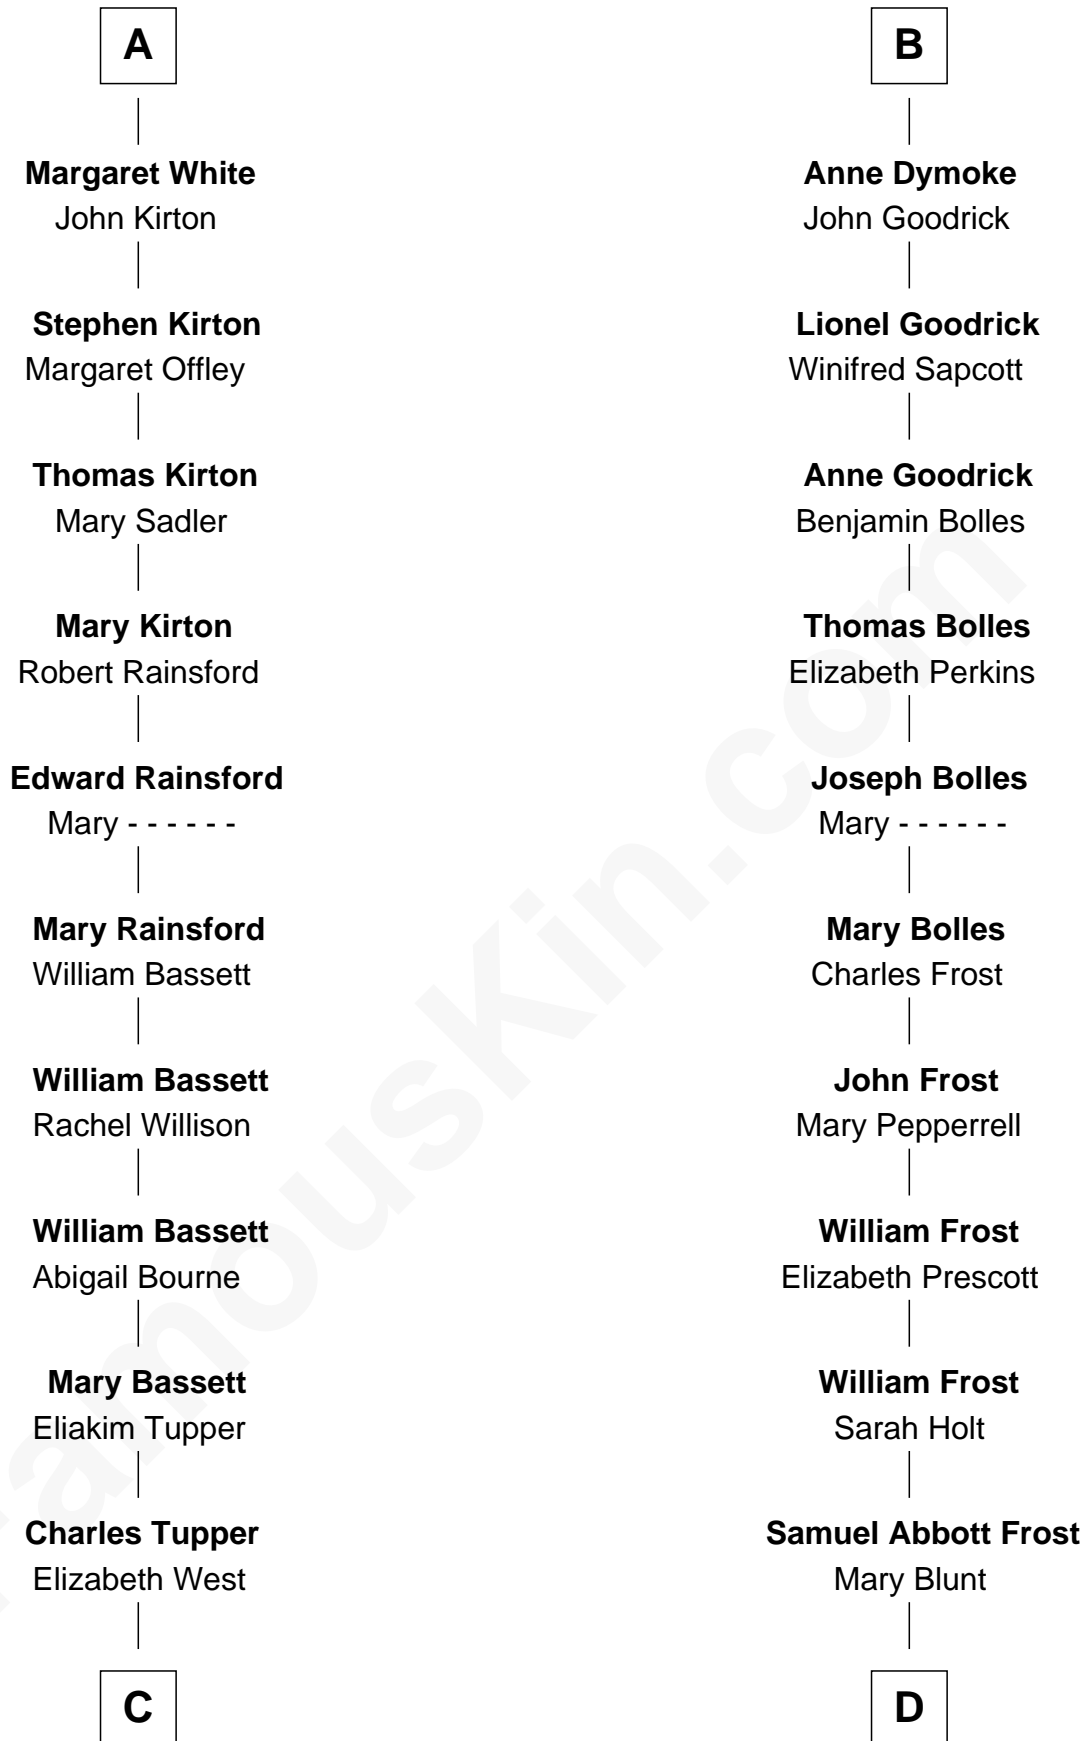 A
Margaret White
John Kirton
Stephen Kirton
Margaret Offley
Thomas Kirton
Mary Sadler
Mary Kirton
Robert Rainsford
Edward Rainsford
Mary - - - - - -
Mary Rainsford
William Bassett
William Bassett
Rachel Willison
William Bassett
Abigail Bourne
Mary Bassett
Eliakim Tupper
Charles Tupper
Elizabeth West
C
B
Anne Dymoke
John Goodrick
Lionel Goodrick
Winifred Sapcott
Anne Goodrick
Benjamin Bolles
Thomas Bolles
Elizabeth Perkins
Joseph Bolles
Mary - - - - - -
Mary Bolles
Charles Frost
John Frost
Mary Pepperrell
William Frost
Elizabeth Prescott
William Frost
Sarah Holt
Samuel Abbott Frost
Mary Blunt
D
FamousKin.com